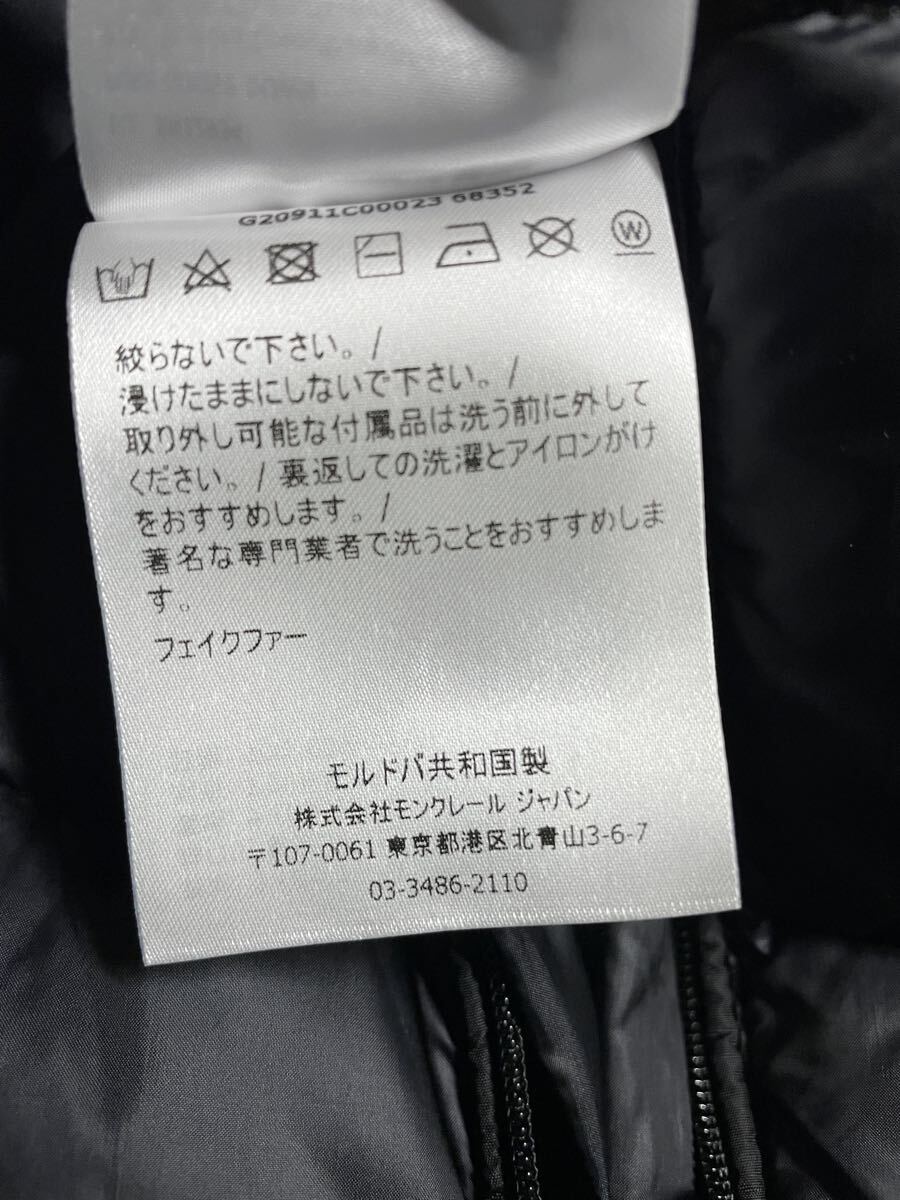 G20911C00023 68352
W
絞らないで下さい。/
浸けたままにしないで下さい。/
取り外し可能な付属品は洗う前に外して
ください。/ 裏返しての洗濯とアイロンがけ
をおすすめします。/
著名な専門業者で洗うことをおすすめしま
す。
フェイクファー
モルドバ共和国製
株式会社モンクレール ジャパン
〒107-0061 東京都港区北青山3-6-7
03-3486-2110